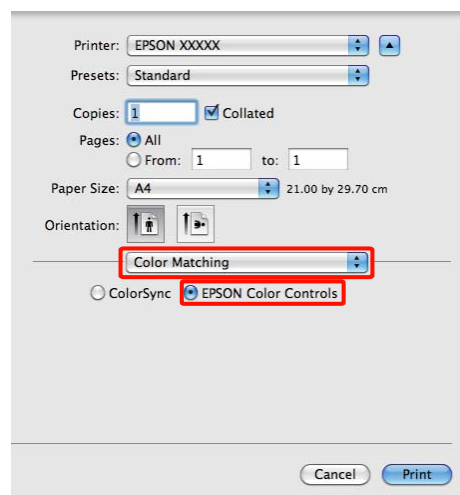 Printer: EPSON XXXXX
Presets: Standard
Copies: 1 Collated
Pages: All
From: 1 to: 1
Paper Size: A4 21.00 by 29.70 cm
Orientation:
Color Matching
ColorSync EPSON Color Controls
Cancel Print